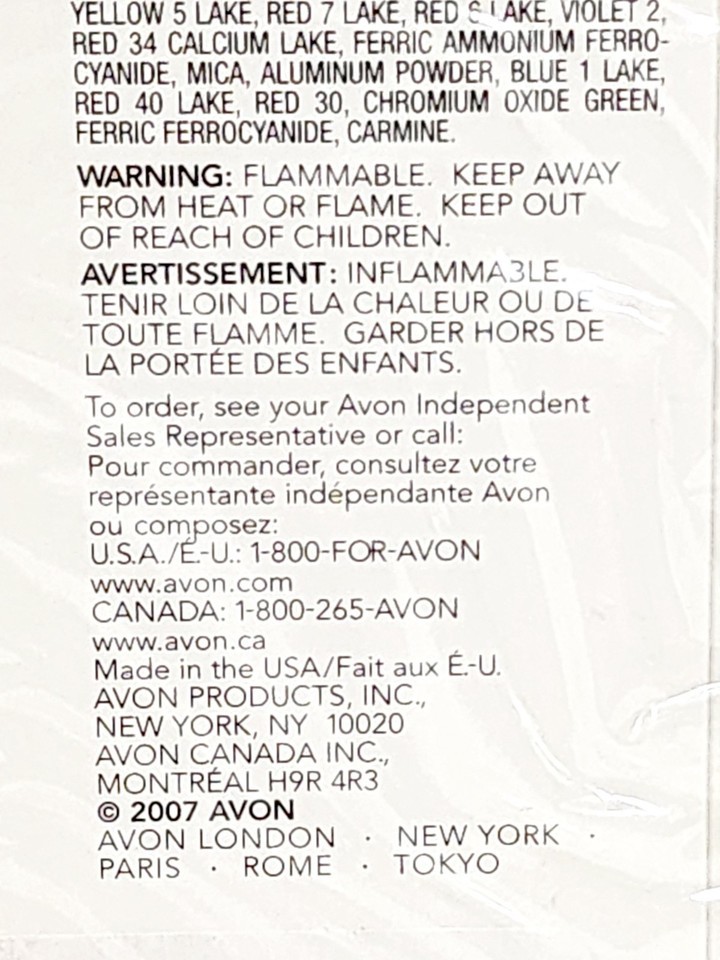 YELLOW 5 LAKE, RED 7 LAKE, RED 6 LAKE, VIOLET 2,
RED 34 CALCIUM LAKE, FERRIC AMMONIUM FERRO-
CYANIDE, MICA, ALUMINUM POWDER, BLUE 1 LAKE,
RED 40 LAKE, RED 30, CHROMIUM OXIDE GREEN,
FERRIC FERROCYANIDE, CARMINE.
WARNING: FLAMMABLE. KEEP AWAY
FROM HEAT OR FLAME. KEEP OUT
OF REACH OF CHILDREN.
AVERTISSEMENT: INFLAMMABLE.
TENIR LOIN DE LA CHALEUR OU DE
TOUTE FLAMME. GARDER HORS DE
LA PORTÉE DES ENFANTS.
To order, see your Avon Independent
Sales Representative or call:
Pour commander, consultez votre
représentante indépendante Avon
ou composez:
U.S.A./É.-U.: 1-800-FOR-AVON
www.avon.com
CANADA: 1-800-265-AVON
www.avon.ca
Made in the USA/Fait aux É.-U.
AVON PRODUCTS, INC.,
NEW YORK, NY 10020
AVON CANADA INC.,
MONTRÉAL H9R 4R3
© 2007 AVON
AVON LONDON · NEW YORK ·
PARIS · ROME · TOKYO